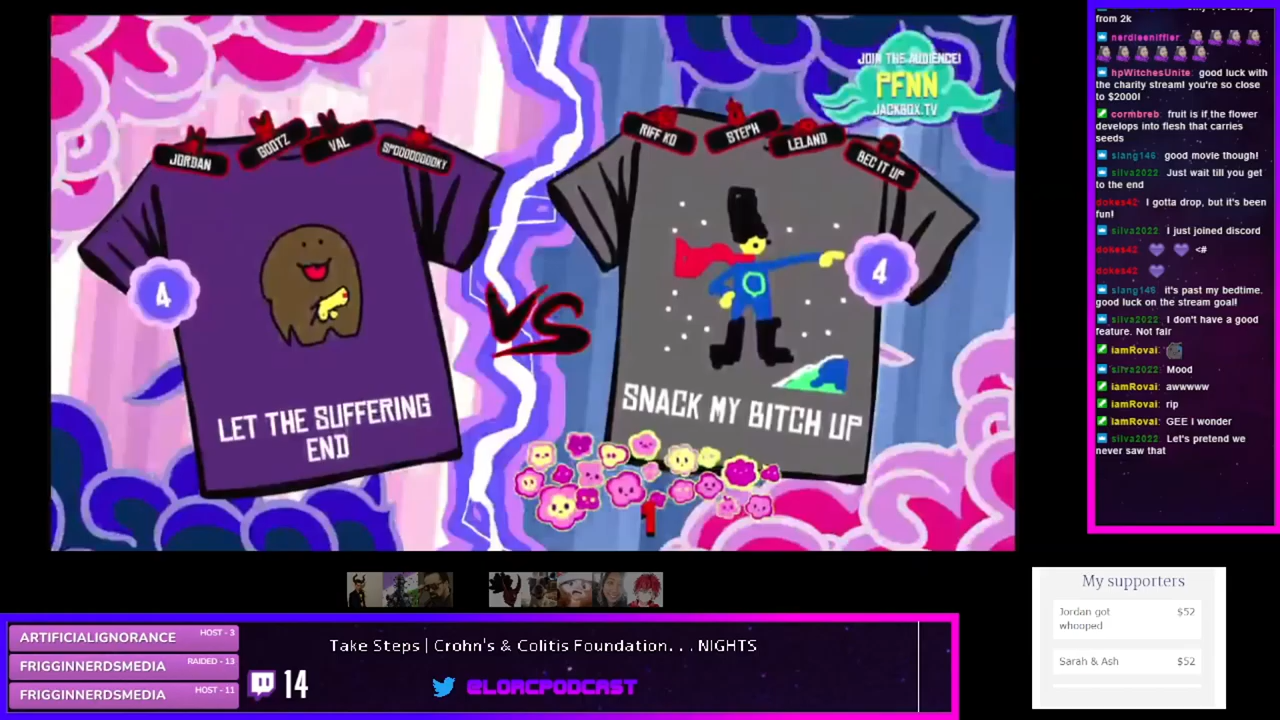 JOIN THE AUDIENCE!
PFNN
JACKBOX.TV
JORDAN
GOOTZ
VAL
SPOOOOOOOKY
4
LET THE SUFFERING
END
VS
RIFF KO
STEPH
LELAND
BEC IT UP
4
SNACK MY BITCH UP
1
from 2k
nerdieeniffler:
hpWitchesUnite: good luck with
the charity stream! you're so close
to $2000!
cormbreb: fruit is if the flower
develops into flesh that carries
seeds
slang146: good movie though!
silva2022: Just wait till you get
to the end
dokes42: I gotta drop, but it's been
fun!
silva2022: I just joined discord
dokes42: <#
dokes42:
slang146: it's past my bedtime.
good luck on the stream goal!
silva2022: I don't have a good
feature. Not fair
iamRovai:
silva2022: Mood
iamRovai: awwwww
iamRovai: rip
iamRovai: GEE I wonder
silva2022: Let's pretend we
never saw that
ARTIFICIALIGNORANCE HOST - 3
FRIGGINNERDSMEDIA RAIDED - 13
FRIGGINNERDSMEDIA HOST - 11
Take Steps | Crohn's & Colitis Foundation. . . NIGHTS
14
@LORCPODCAST
My supporters
Jordan got $52
whooped
Sarah & Ash $52